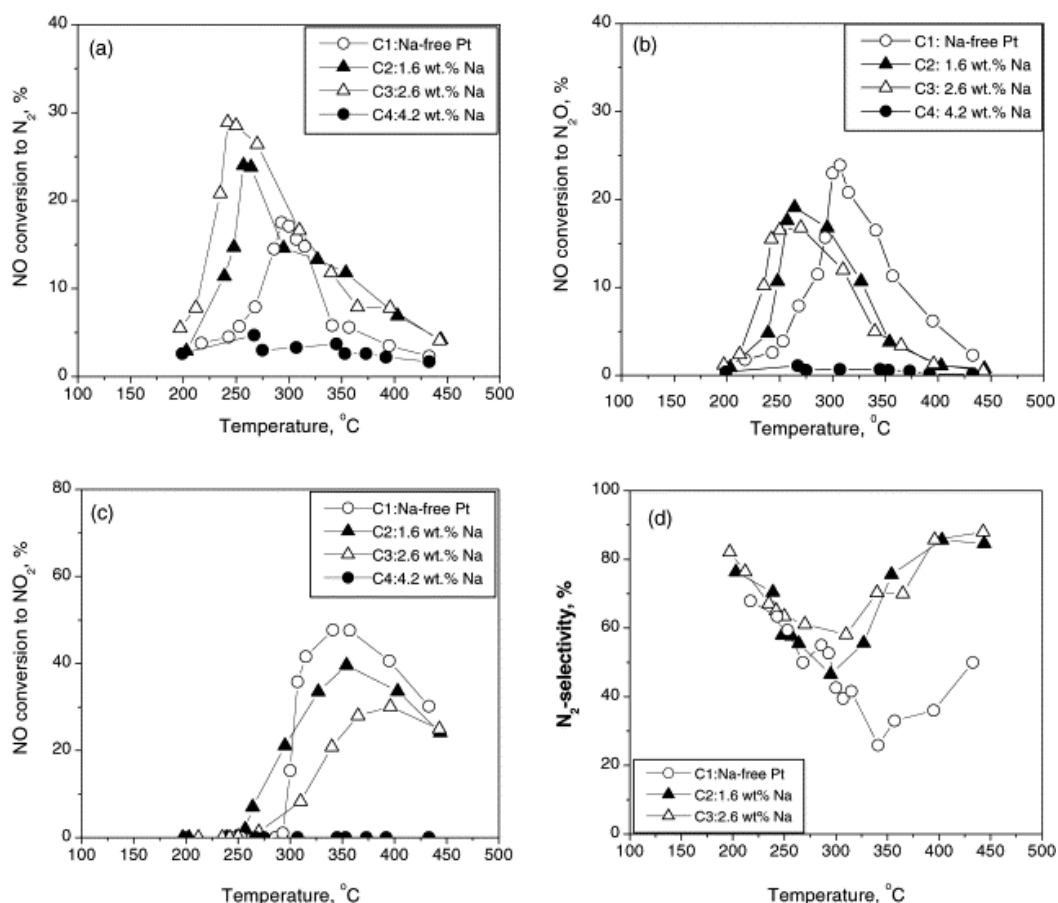 (a)
C1:Na-free Pt
C2:1.6 wt.% Na
C3:2.6 wt.% Na
C4:4.2 wt.% Na
NO conversion to N₂, %
40
30
20
10
0
100 150 200 250 300 350 400 450 500
Temperature, °C
(b)
C1: Na-free Pt
C2: 1.6 wt.% Na
C3: 2.6 wt.% Na
C4: 4.2 wt.% Na
NO conversion to N₂O, %
40
30
20
10
0
100 150 200 250 300 350 400 450 500
Temperature, °C
(c)
C1:Na-free Pt
C2:1.6 wt.% Na
C3:2.6 wt.% Na
C4:4.2 wt.% Na
NO conversion to NO₂, %
80
60
40
20
0
100 150 200 250 300 350 400 450 500
Temperature, °C
(d)
N₂-selectivity, %
100
80
60
40
20
0
C1:Na-free Pt
C2:1.6 wt% Na
C3:2.6 wt% Na
100 150 200 250 300 350 400 450 500
Temperature, °C